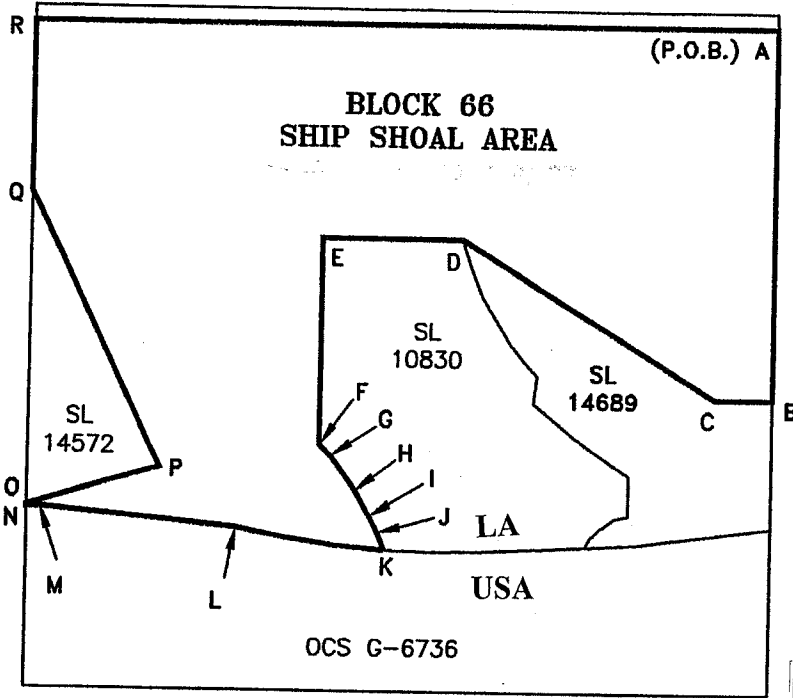 R
(P.O.B.) A
BLOCK 66
SHIP SHOAL AREA
Q
E
D
SL
10830
SL
14689
SL
14572
F
G
C
B
P
H
I
O
N
J
LA
K
M
L
USA
OCS G-6736